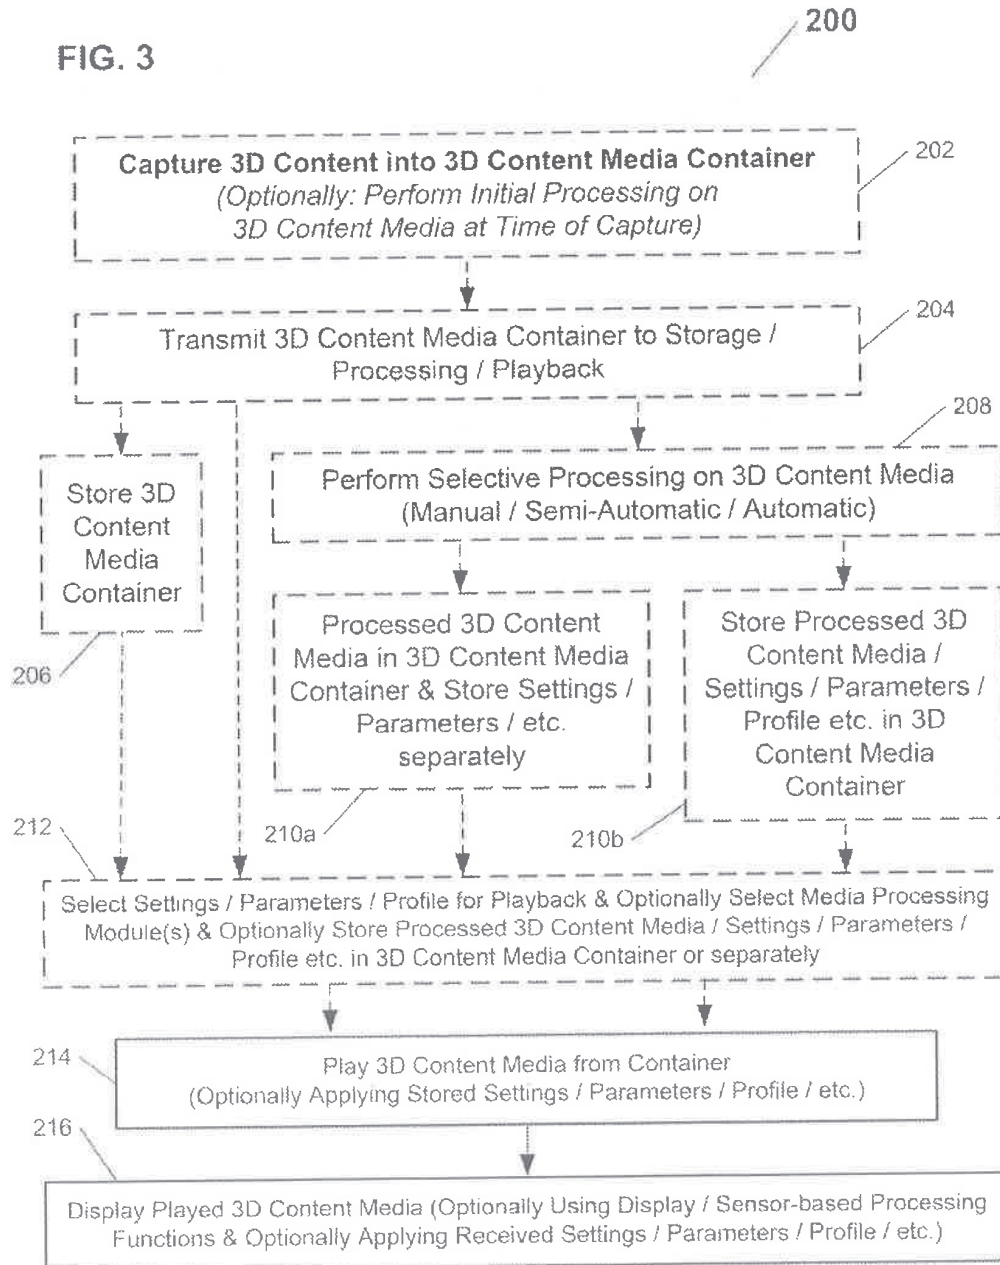 200
FIG. 3
Capture 3D Content into 3D Content Media Container
(Optionally: Perform Initial Processing on
3D Content Media at Time of Capture)
202
Transmit 3D Content Media Container to Storage /
Processing / Playback
204
208
Store 3D
Content
Media
Container
206
Perform Selective Processing on 3D Content Media
(Manual / Semi-Automatic / Automatic)
Processed 3D Content
Media in 3D Content Media
Container & Store Settings /
Parameters / etc.
separately
210a
Store Processed 3D
Content Media /
Settings / Parameters /
Profile etc. in 3D
Content Media
Container
210b
212
Select Settings / Parameters / Profile for Playback & Optionally Select Media Processing
Module(s) & Optionally Store Processed 3D Content Media / Settings / Parameters /
Profile etc. in 3D Content Media Container or separately
214
Play 3D Content Media from Container
(Optionally Applying Stored Settings / Parameters / Profile / etc.)
216
Display Played 3D Content Media (Optionally Using Display / Sensor-based Processing
Functions & Optionally Applying Received Settings / Parameters / Profile / etc.)